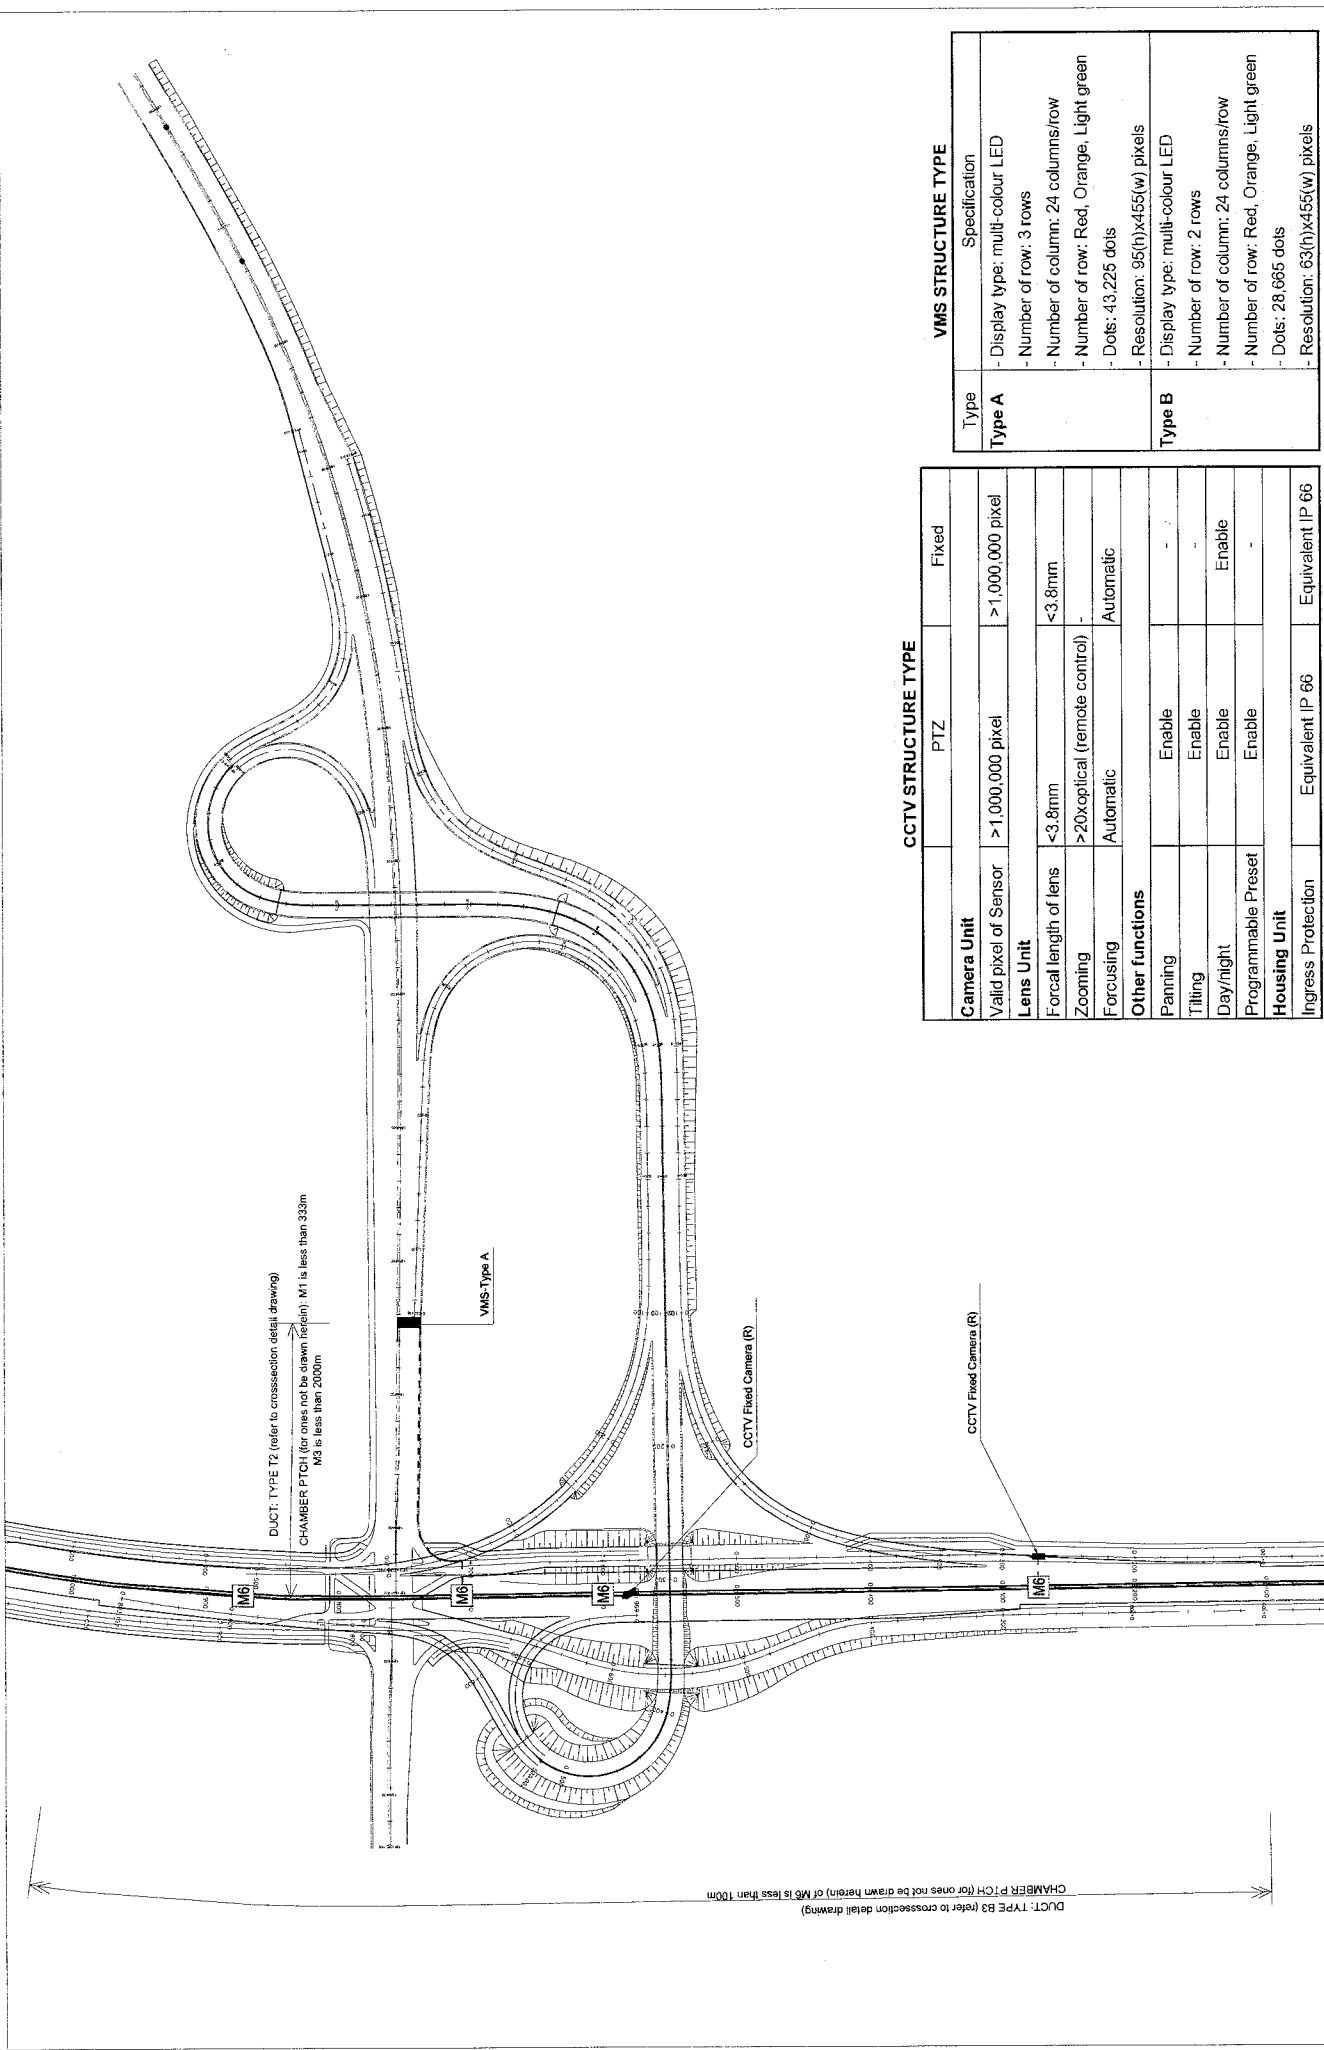 DUCT: TYPE T2 (refer to crosssection detail drawing)
CHAMBER PTCH (for ones not be drawn herein): M1 is less than 333m
M3 is less than 2000m
VMS-Type A
CCTV Fixed Camera (R)
CCTV Fixed Camera (R)
M6
M6
M6
M6
DUCT: TYPE B3 (refer to crosssection detail drawing)
CHAMBER PTCH (for ones not be drawn herein) of M6 is less than 100m
CCTV STRUCTURE TYPE
PTZ Fixed
Camera Unit
Valid pixel of Sensor >1,000,000 pixel >1,000,000 pixel
Lens Unit
Forcal length of lens <3.8mm <3.8mm
Zooming >20xoptical (remote control) -
Forcusing Automatic Automatic
Other functions
Panning Enable -
Tilting Enable -
Day/night Enable Enable
Programmable Preset Enable -
Housing Unit
Ingress Protection Equivalent IP 66 Equivalent IP 66
VMS STRUCTURE TYPE
Type Specification
Type A - Display type: multi-colour LED
- Number of row: 3 rows
- Number of column: 24 columns/row
- Number of row: Red, Orange, Light green
- Dots: 43,225 dots
- Resolution: 95(h)x455(w) pixels
Type B - Display type: multi-colour LED
- Number of row: 2 rows
- Number of column: 24 columns/row
- Number of row: Red, Orange, Light green
- Dots: 28,665 dots
- Resolution: 63(h)x455(w) pixels